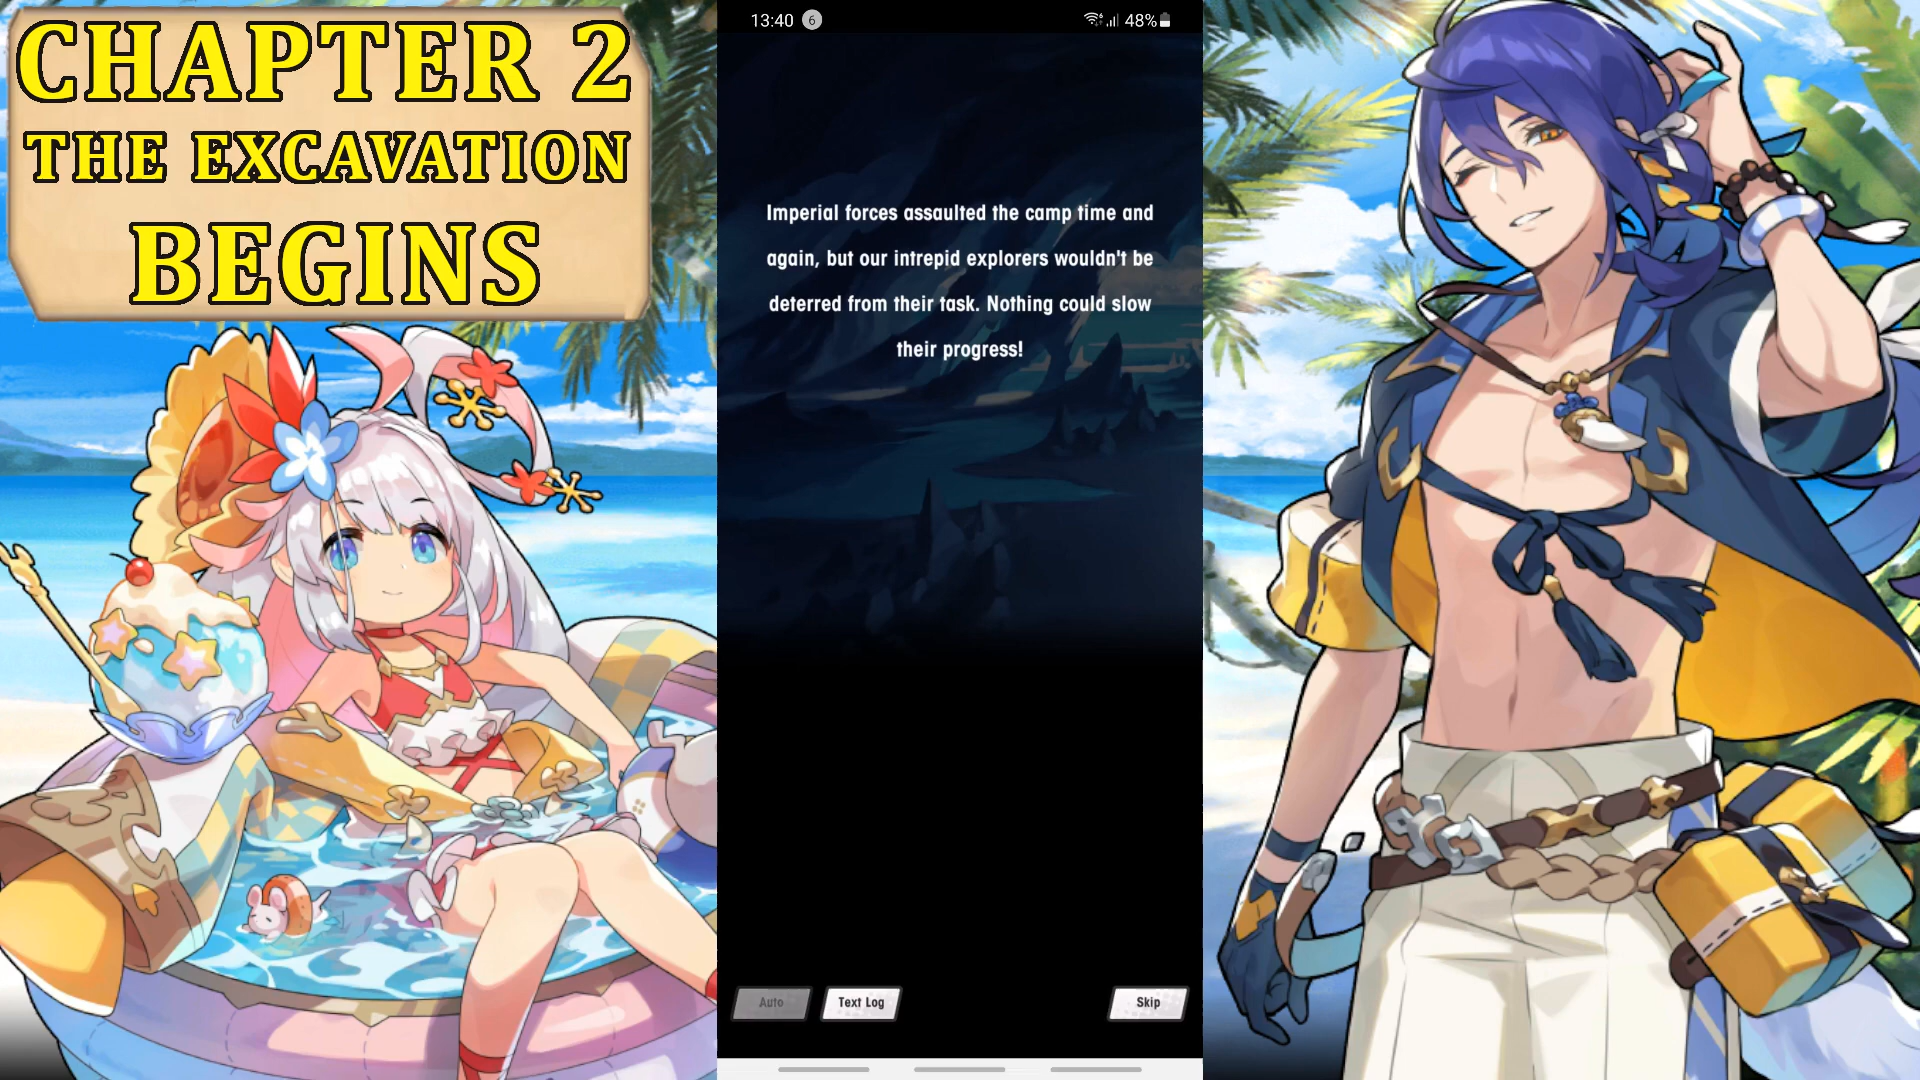 CHAPTER 2
THE EXCAVATION
BEGINS
13:40 6
48%
Imperial forces assaulted the camp time and
again, but our intrepid explorers wouldn't be
deterred from their task. Nothing could slow
their progress!
Auto
Text Log
Skip